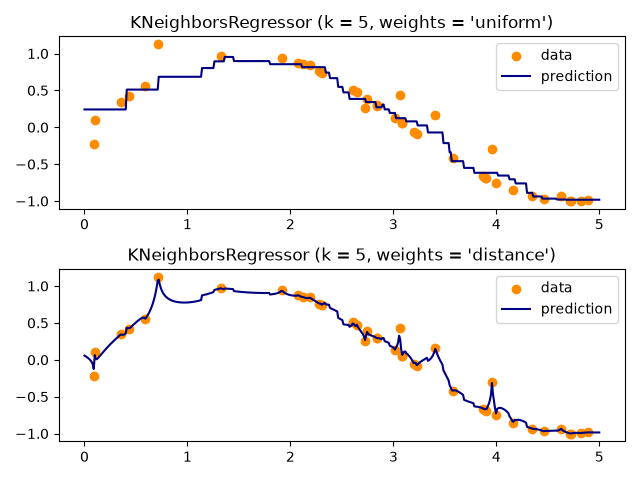 KNeighborsRegressor (k = 5, weights = 'uniform')
data
prediction
1.0
0.5
0.0
−0.5
−1.0
0 1 2 3 4 5
KNeighborsRegressor (k = 5, weights = 'distance')
data
prediction
1.0
0.5
0.0
−0.5
−1.0
0 1 2 3 4 5